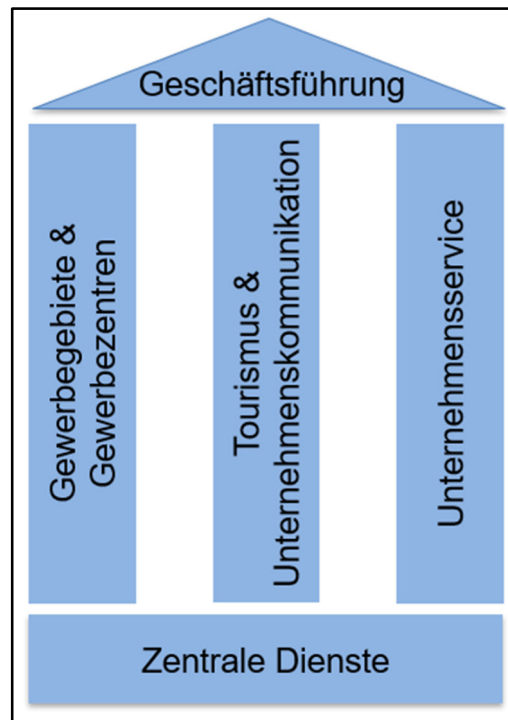 Geschäftsführung
Gewerbegebiete &
Gewerbezentren
Tourismus &
Unternehmenskommunikation
Unternehmensservice
Zentrale Dienste